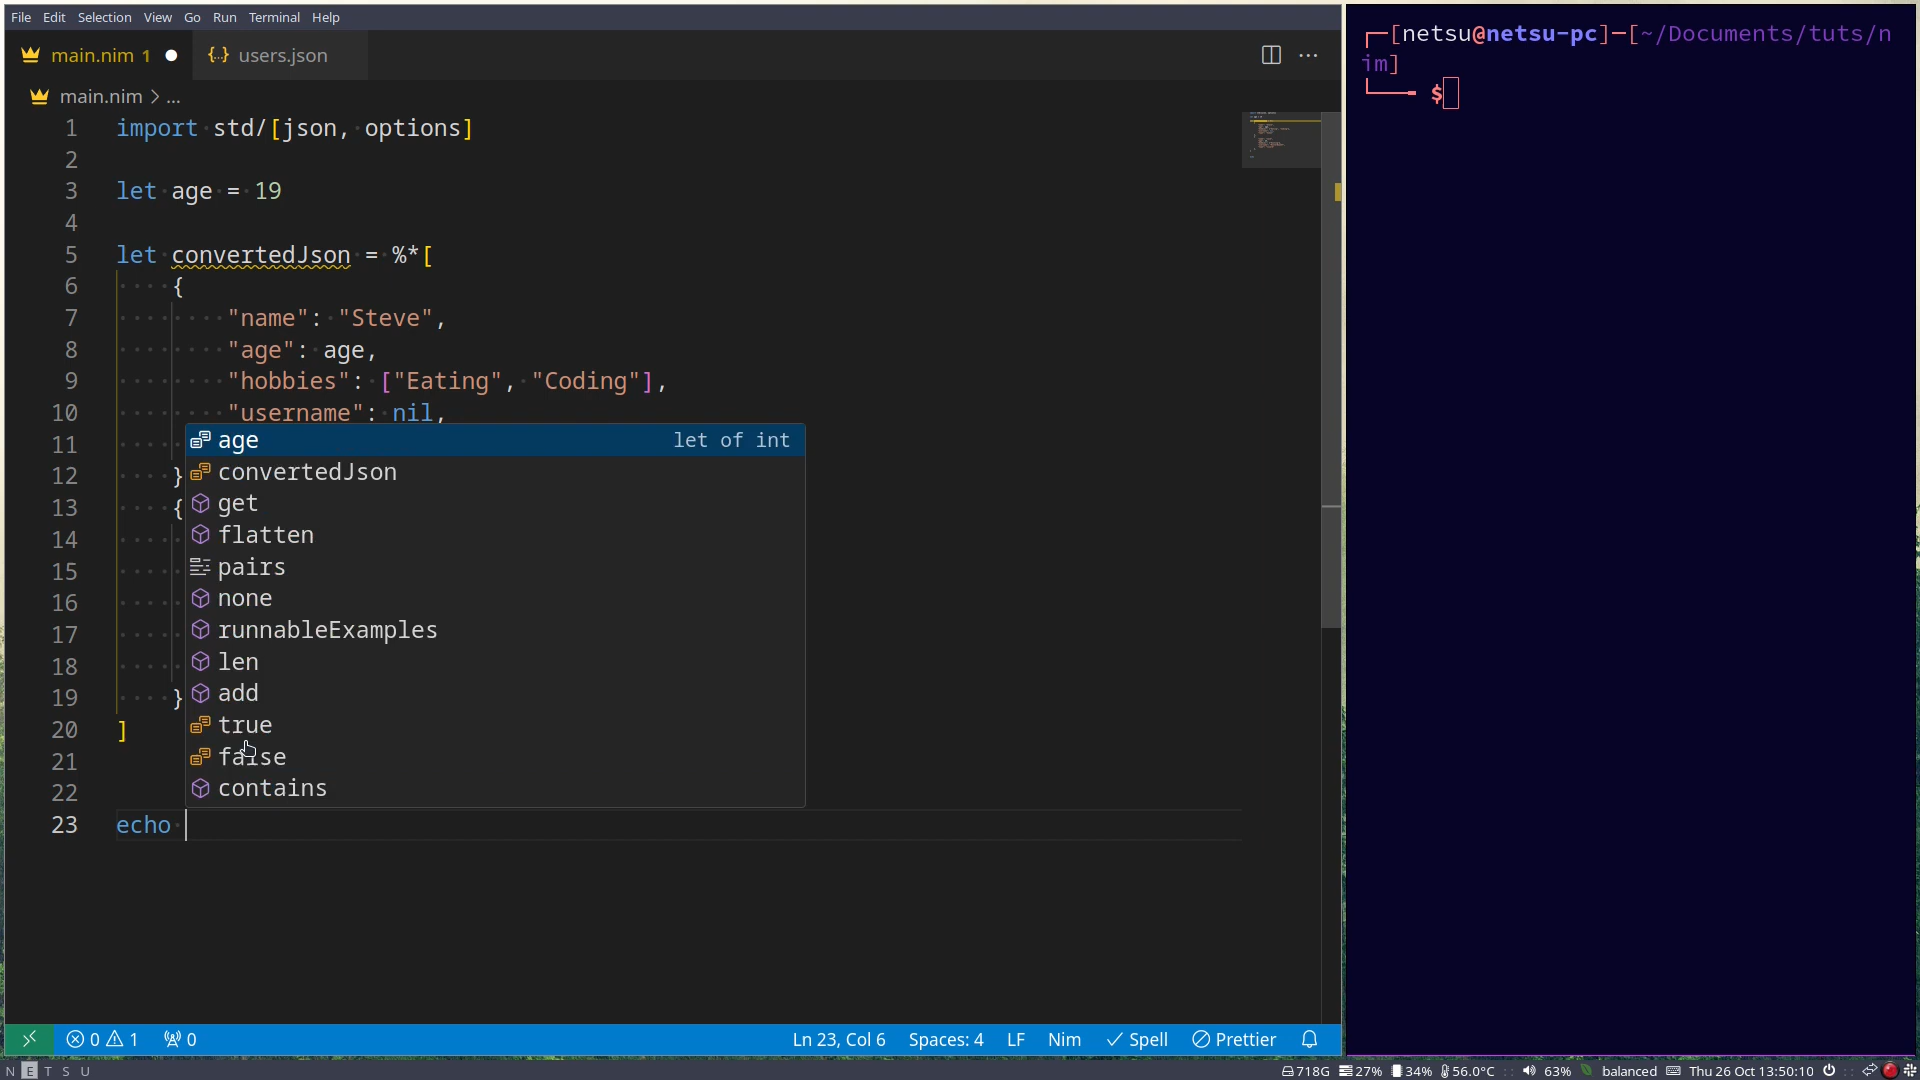 File Edit Selection View Go Run Terminal Help
main.nim 1 users.json
main.nim > ...
1 import std/[json, options]
2
3 let age = 19
4
5 let convertedJson = %*[
6 {
7 "name": "Steve",
8 "age": age,
9 "hobbies": ["Eating", "Coding"],
10 "username": nil,
11
12 }
13 {
14
15
16
17
18
19 }
20 ]
21
22
23 echo
age let of int
convertedJson
get
flatten
pairs
none
runnableExamples
len
add
true
false
contains
0 1 0 Ln 23, Col 6 Spaces: 4 LF Nim Spell Prettier
[netsu@netsu-pc]-[~/Documents/tuts/n
im]
$
N E T S U 718G 27% 34% 56.0°C 63% balanced Thu 26 Oct 13:50:10